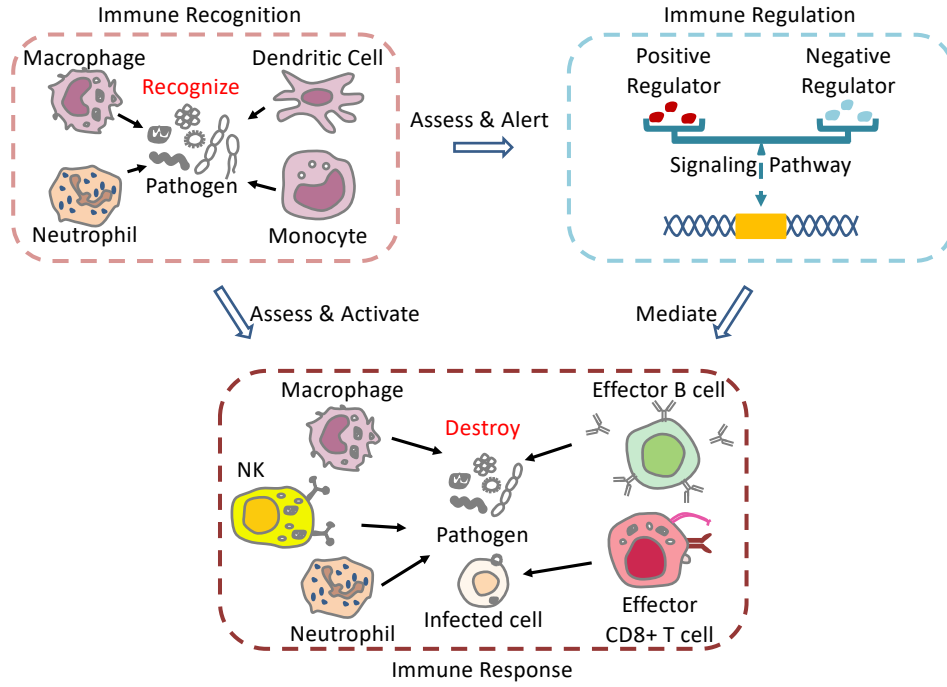 Immune Recognition
Macrophage
Dendritic Cell
Recognize
Pathogen
Neutrophil
Monocyte
Assess & Alert
Immune Regulation
Positive
Regulator
Negative
Regulator
Signaling Pathway
Assess & Activate
Mediate
Macrophage
Effector B cell
Destroy
NK
Pathogen
Neutrophil
Infected cell
Effector
CD8+ T cell
Immune Response